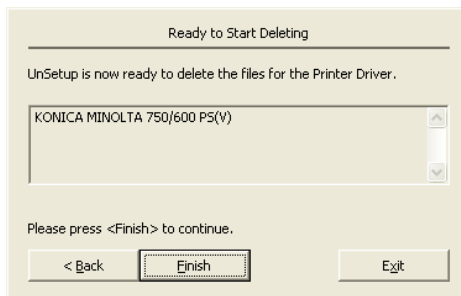 Ready to Start Deleting
UnSetup is now ready to delete the files for the Printer Driver.
KONICA MINOLTA 750/600 PS(V)
Please press <Finish> to continue.
< Back
Finish
Exit